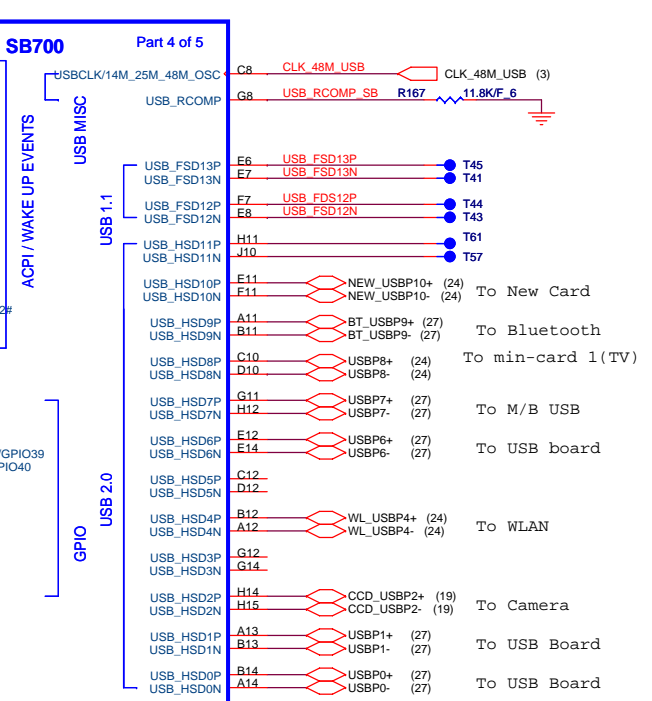 SB700
Part 4 of 5
ACPI / WAKE UP EVENTS
USB MISC
USB 1.1
USB 2.0
GPIO
2#
/GPIO39
PIO40
USBCLK/14M_25M_48M_OSC C8 CLK_48M_USB CLK_48M_USB (3)
USB_RCOMP G8 USB_RCOMP_SB R167 11.8K/F_6
USB_FSD13P E6 USB_FSD13P T45
USB_FSD13N E7 USB_FSD13N T41
USB_FSD12P F7 USB_FDS12P T44
USB_FSD12N E8 USB_FSD12N T43
USB_HSD11P H11 T61
USB_HSD11N J10 T57
USB_HSD10P E11 NEW_USBP10+ (24)
USB_HSD10N F11 NEW_USBP10- (24)
To New Card
USB_HSD9P A11 BT_USBP9+ (27)
USB_HSD9N B11 BT_USBP9- (27)
To Bluetooth
USB_HSD8P C10 USBP8+ (24)
USB_HSD8N D10 USBP8- (24)
To min-card 1(TV)
USB_HSD7P G11 USBP7+ (27)
USB_HSD7N H12 USBP7- (27)
To M/B USB
USB_HSD6P E12 USBP6+ (27)
USB_HSD6N E14 USBP6- (27)
To USB board
USB_HSD5P C12
USB_HSD5N D12
USB_HSD4P B12 WL_USBP4+ (24)
USB_HSD4N A12 WL_USBP4- (24)
To WLAN
USB_HSD3P G12
USB_HSD3N G14
USB_HSD2P H14 CCD_USBP2+ (19)
USB_HSD2N H15 CCD_USBP2- (19)
To Camera
USB_HSD1P A13 USBP1+ (27)
USB_HSD1N B13 USBP1- (27)
To USB Board
USB_HSD0P B14 USBP0+ (27)
USB_HSD0N A14 USBP0- (27)
To USB Board